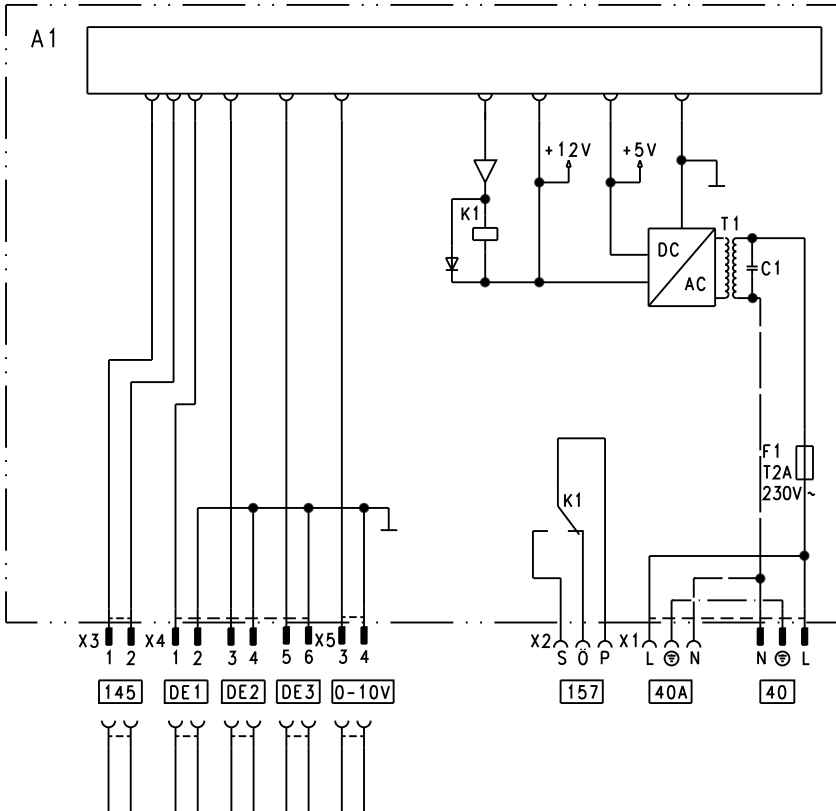 A1
+12V
+5V
K1
T1
DC
AC
C1
F1
T2A
230V~
K1
X3 X4 X5 X2 X1
1 2 1 2 3 4 5 6 3 4 S Ö P L N N L
145 DE1 DE2 DE3 0-10V 157 40A 40